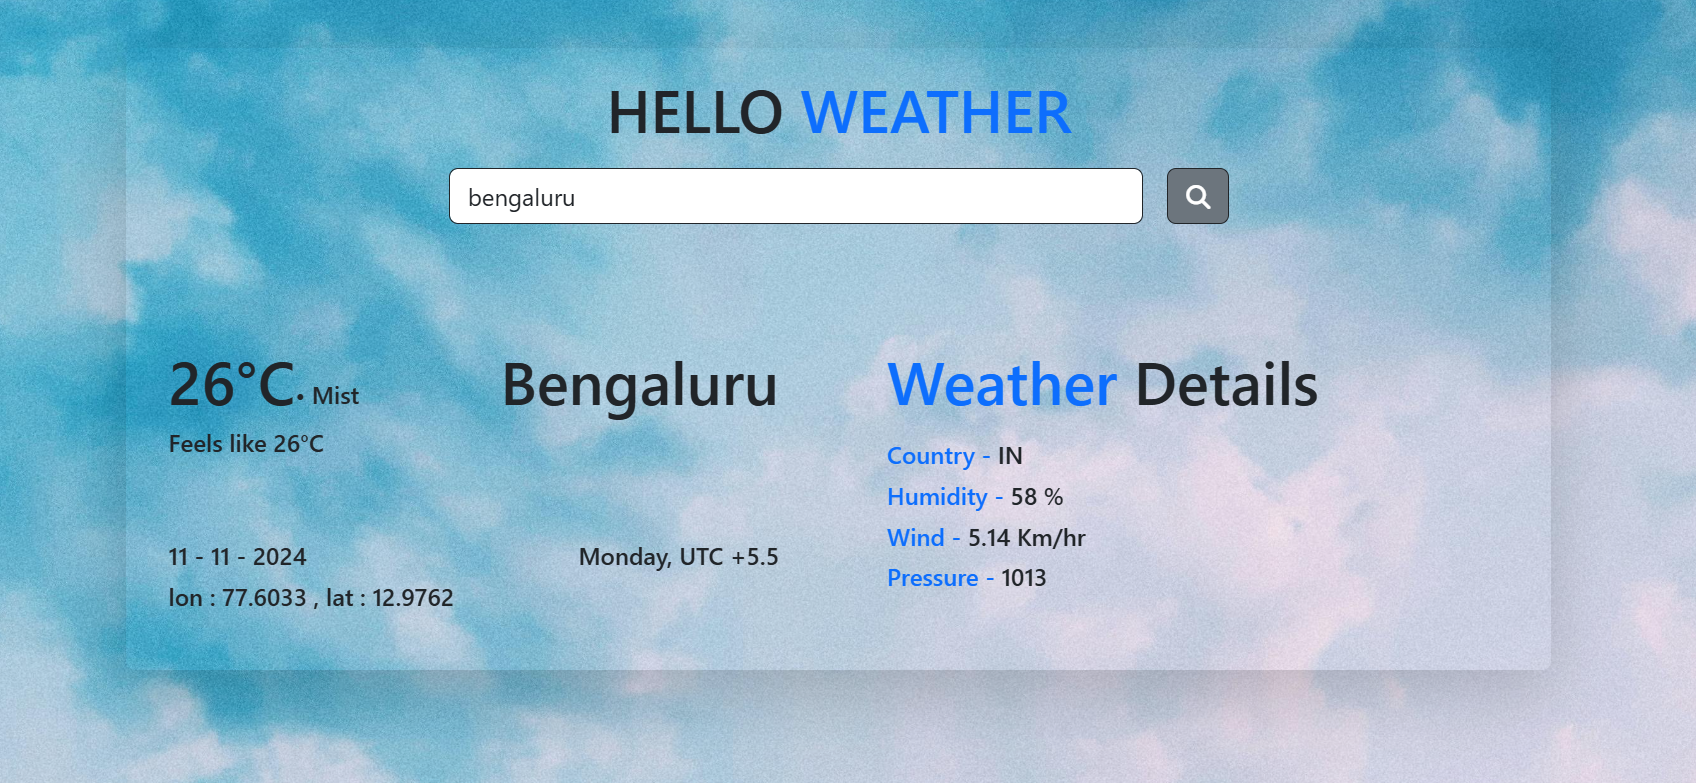 HELLO WEATHER
bengaluru
26°C• Mist
Feels like 26°C
11 - 11 - 2024
lon : 77.6033 , lat : 12.9762
Bengaluru
Monday, UTC +5.5
Weather Details
Country - IN
Humidity - 58 %
Wind - 5.14 Km/hr
Pressure - 1013